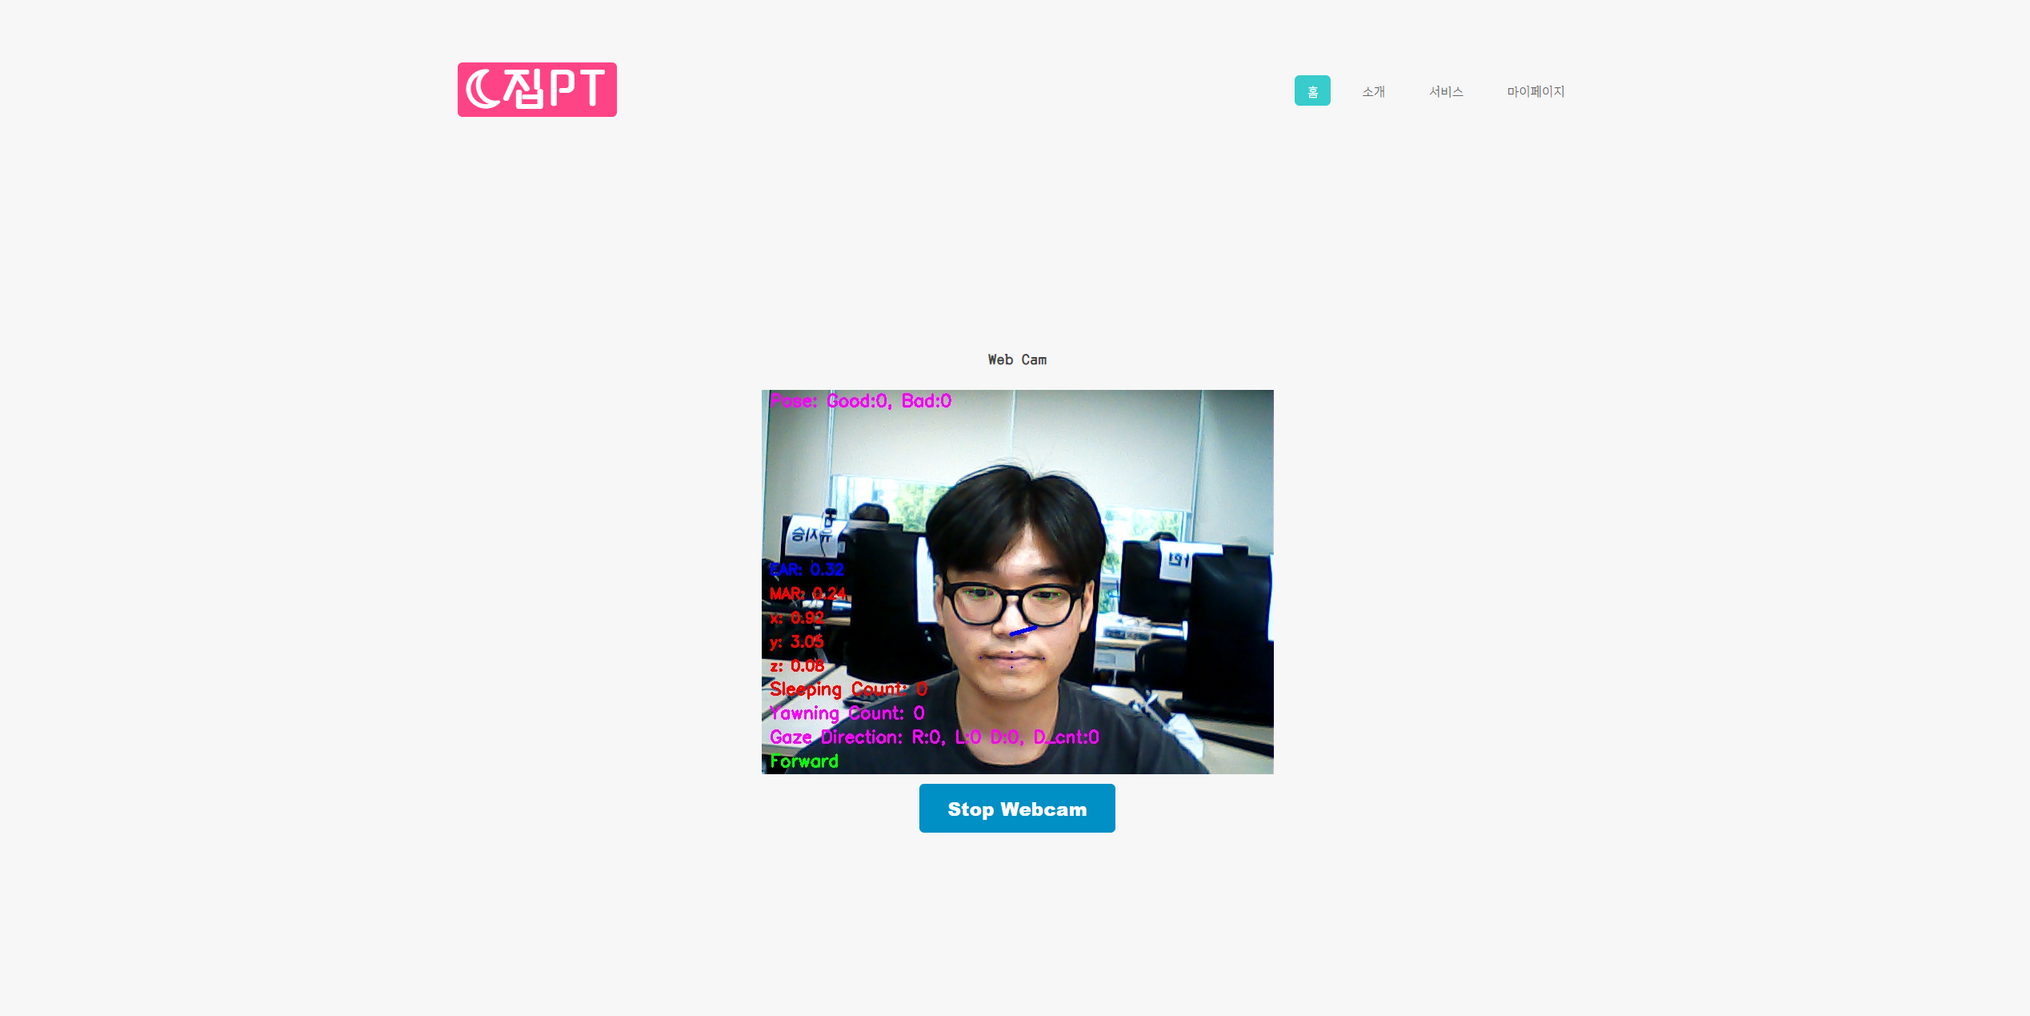 집PT
홈 소개 서비스 마이페이지
Web Cam
Pose: Good:0, Bad:0
EAR: 0.32
MAR: 0.24
x: 0.92
y: 3.05
z: 0.08
Sleeping Count: 0
Yawning Count: 0
Gaze Direction: R:0, L:0 D:0, D_cnt:0
Forward
Stop Webcam